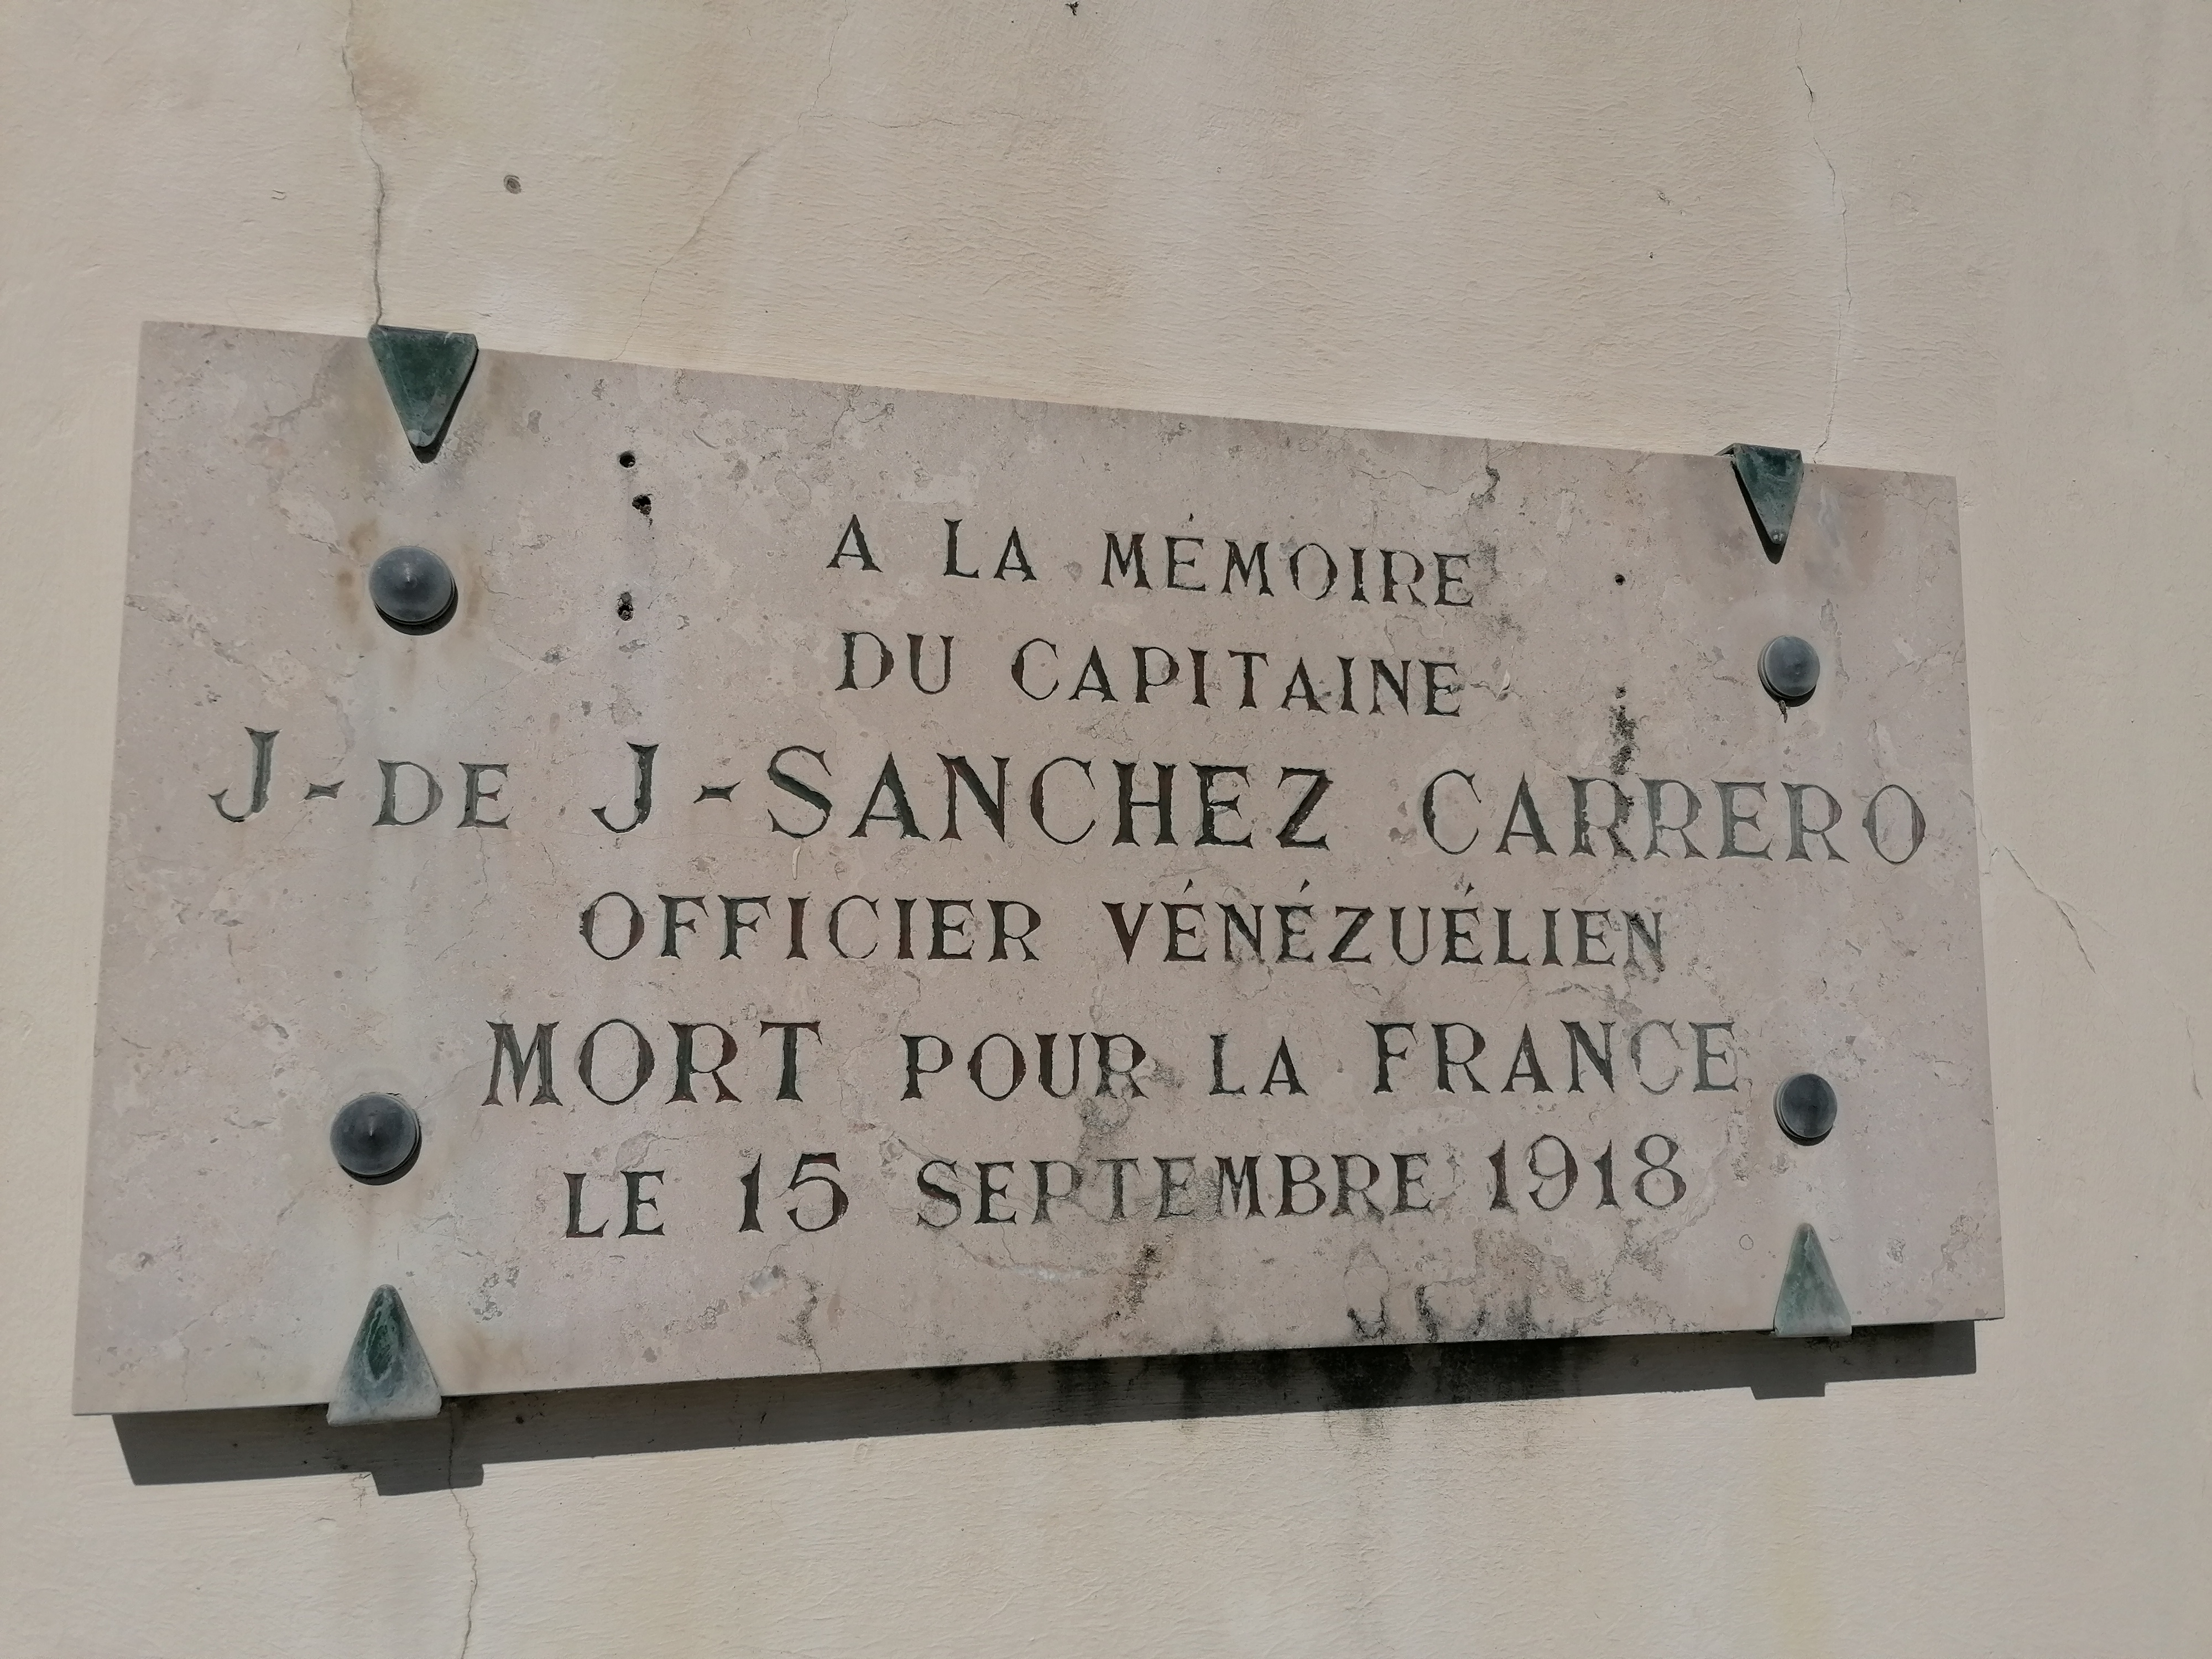 A LA MÉMOIRE
DU CAPITAINE
J-DE J-SANCHEZ CARRERO
OFFICIER VÉNÉZUÉLIEN
MORT POUR LA FRANCE
LE 15 SEPTEMBRE 1918